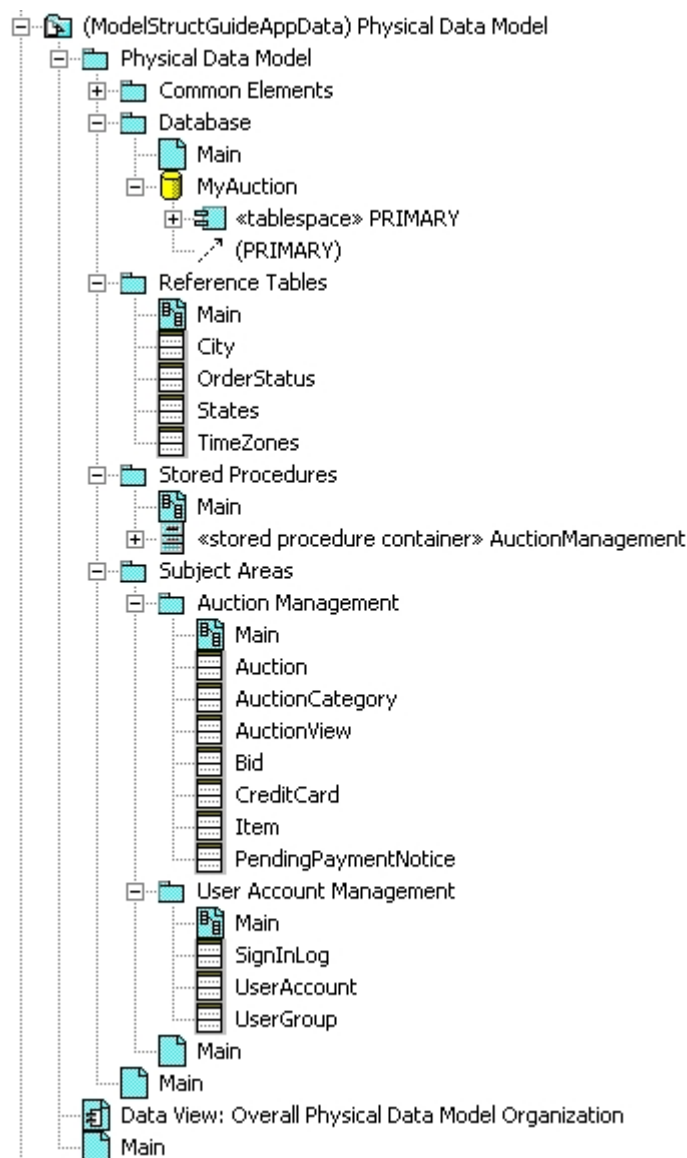 (ModelStructGuideAppData) Physical Data Model
Physical Data Model
Common Elements
Database
Main
MyAuction
«tablespace» PRIMARY
(PRIMARY)
Reference Tables
Main
City
OrderStatus
States
TimeZones
Stored Procedures
Main
«stored procedure container» AuctionManagement
Subject Areas
Auction Management
Main
Auction
AuctionCategory
AuctionView
Bid
CreditCard
Item
PendingPaymentNotice
User Account Management
Main
SignInLog
UserAccount
UserGroup
Main
Main
Data View: Overall Physical Data Model Organization
Main